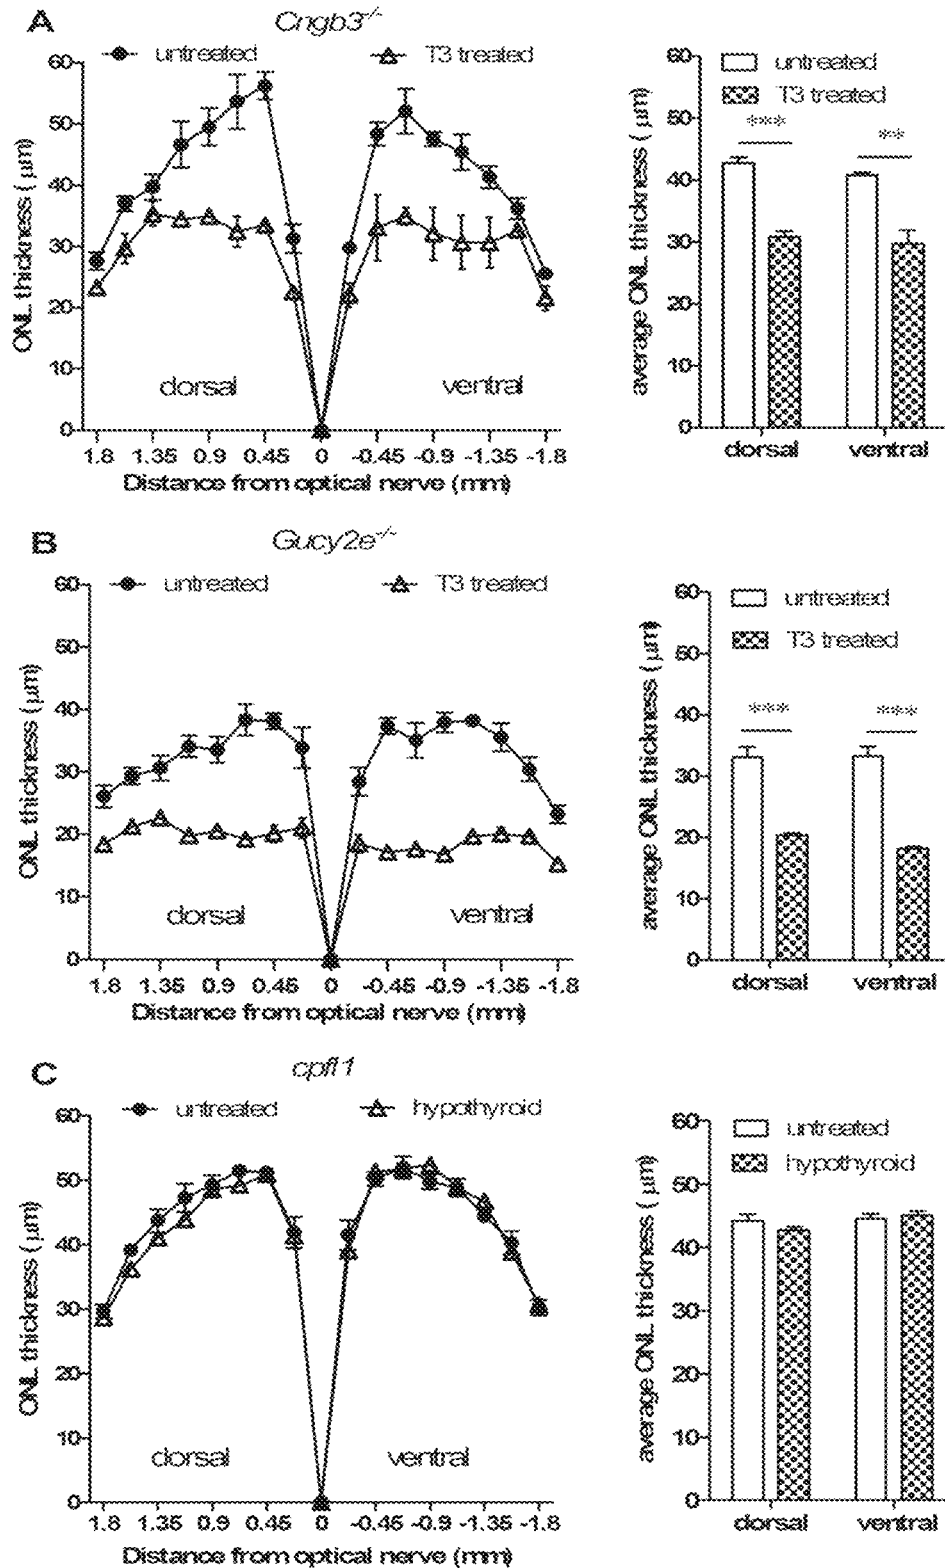 A
Cngb3-/-
untreated
T3 treated
60
50
40
30
20
10
0
ONL thickness (µm)
dorsal
ventral
1.8 1.35 0.9 0.45 0 -0.45 -0.9 -1.35 -1.8
Distance from optical nerve (mm)
untreated
T3 treated
***
**
60
50
40
30
20
10
0
average ONL thickness (µm)
dorsal ventral
B
Gucy2e-/-
untreated
T3 treated
60
50
40
30
20
10
0
ONL thickness (µm)
dorsal
ventral
1.8 1.35 0.9 0.45 0 -0.45 -0.9 -1.35 -1.8
Distance from optical nerve (mm)
untreated
T3 treated
***
***
60
50
40
30
20
10
0
average ONL thickness (µm)
dorsal ventral
C
cpfl1
untreated
hypothyroid
60
50
40
30
20
10
0
ONL thickness (µm)
dorsal
ventral
1.8 1.35 0.9 0.45 0 -0.45 -0.9 -1.35 -1.8
Distance from optical nerve (mm)
untreated
hypothyroid
60
50
40
30
20
10
0
average ONL thickness (µm)
dorsal ventral